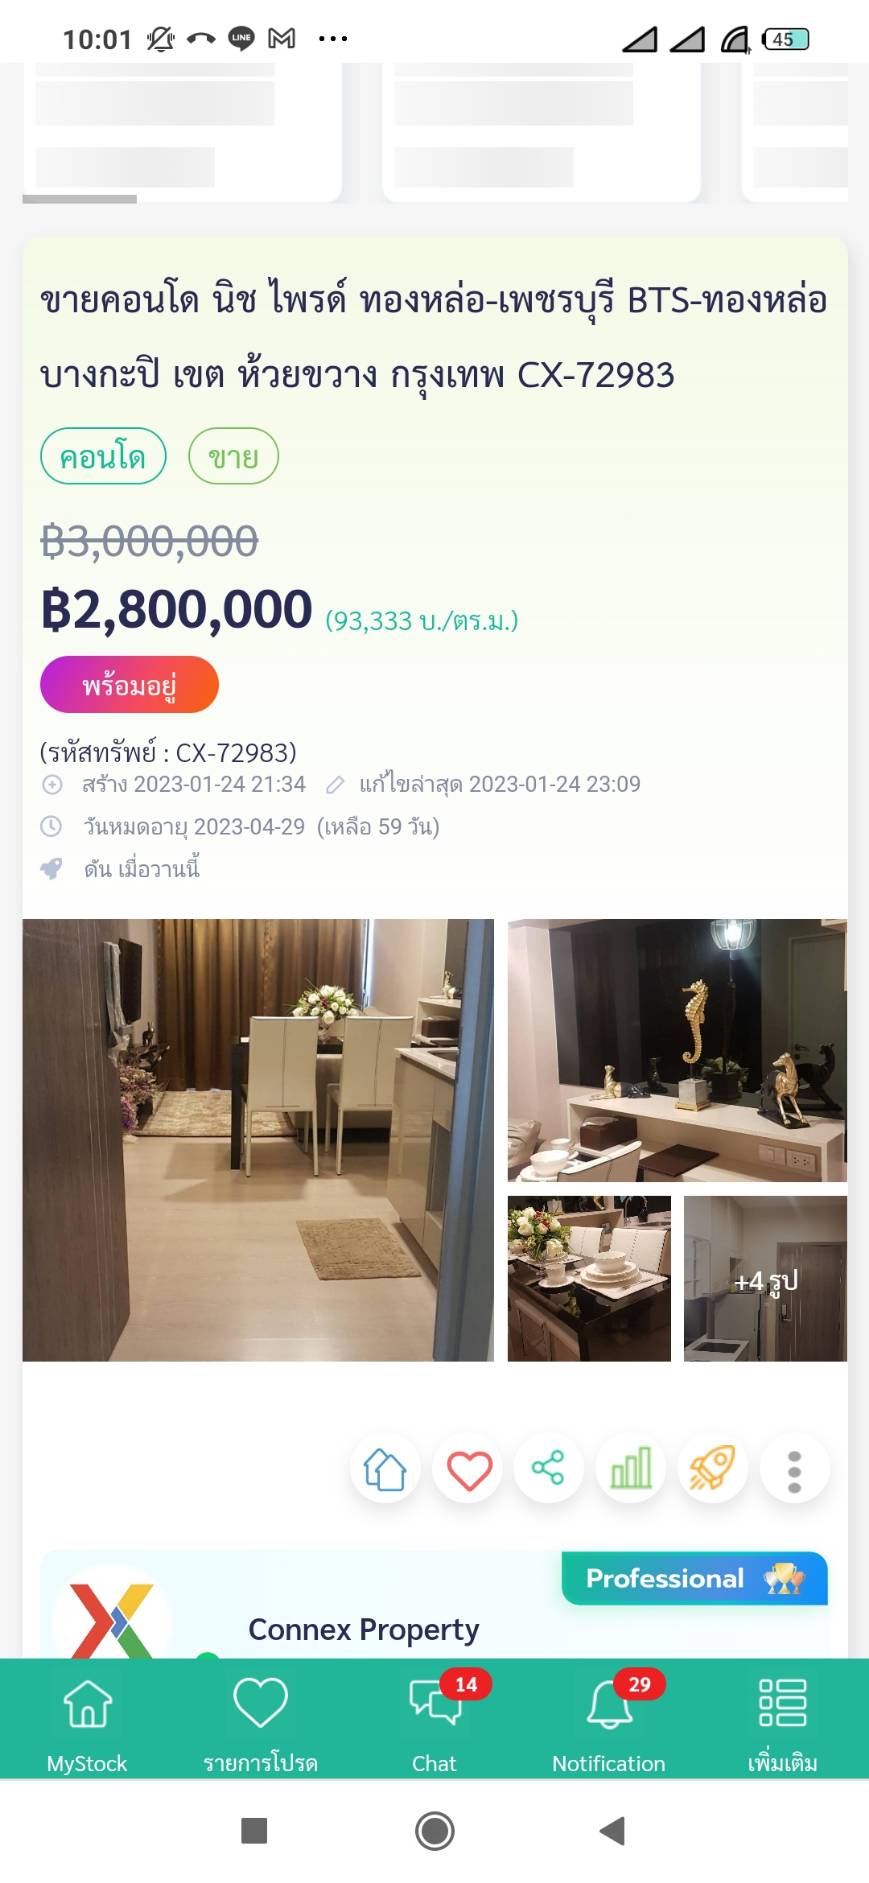 10:01 LINE ... 45
ขายคอนโด นิช ไพรด์ ทองหล่อ-เพชรบุรี BTS-ทองหล่อ
บางกะปิ เขต ห้วยขวาง กรุงเทพ CX-72983
คอนโด ขาย
฿3,000,000
฿2,800,000 (93,333 บ./ตร.ม.)
พร้อมอยู่
(รหัสทรัพย์ : CX-72983)
สร้าง 2023-01-24 21:34 แก้ไขล่าสุด 2023-01-24 23:09
วันหมดอายุ 2023-04-29 (เหลือ 59 วัน)
ดัน เมื่อวานนี้
+4 รูป
Professional
Connex Property
14 29
MyStock รายการโปรด Chat Notification เพิ่มเติม